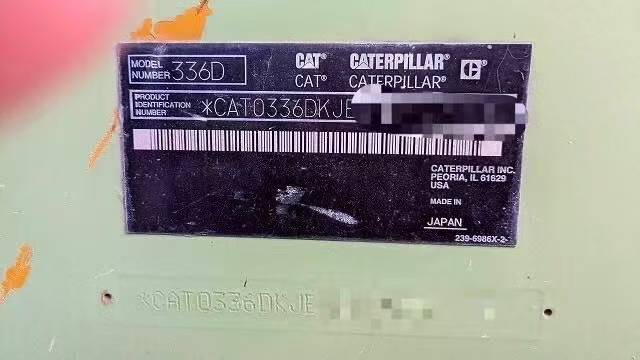 MODEL NUMBER 336D
CAT® CATERPILLAR® C
CAT® CATERPILLAR®
PRODUCT IDENTIFICATION NUMBER *CAT0336DKJE
CATERPILLAR INC.
PEORIA, IL 61629
USA
MADE IN
JAPAN
239-6986X-2-
*CAT0336DKJE